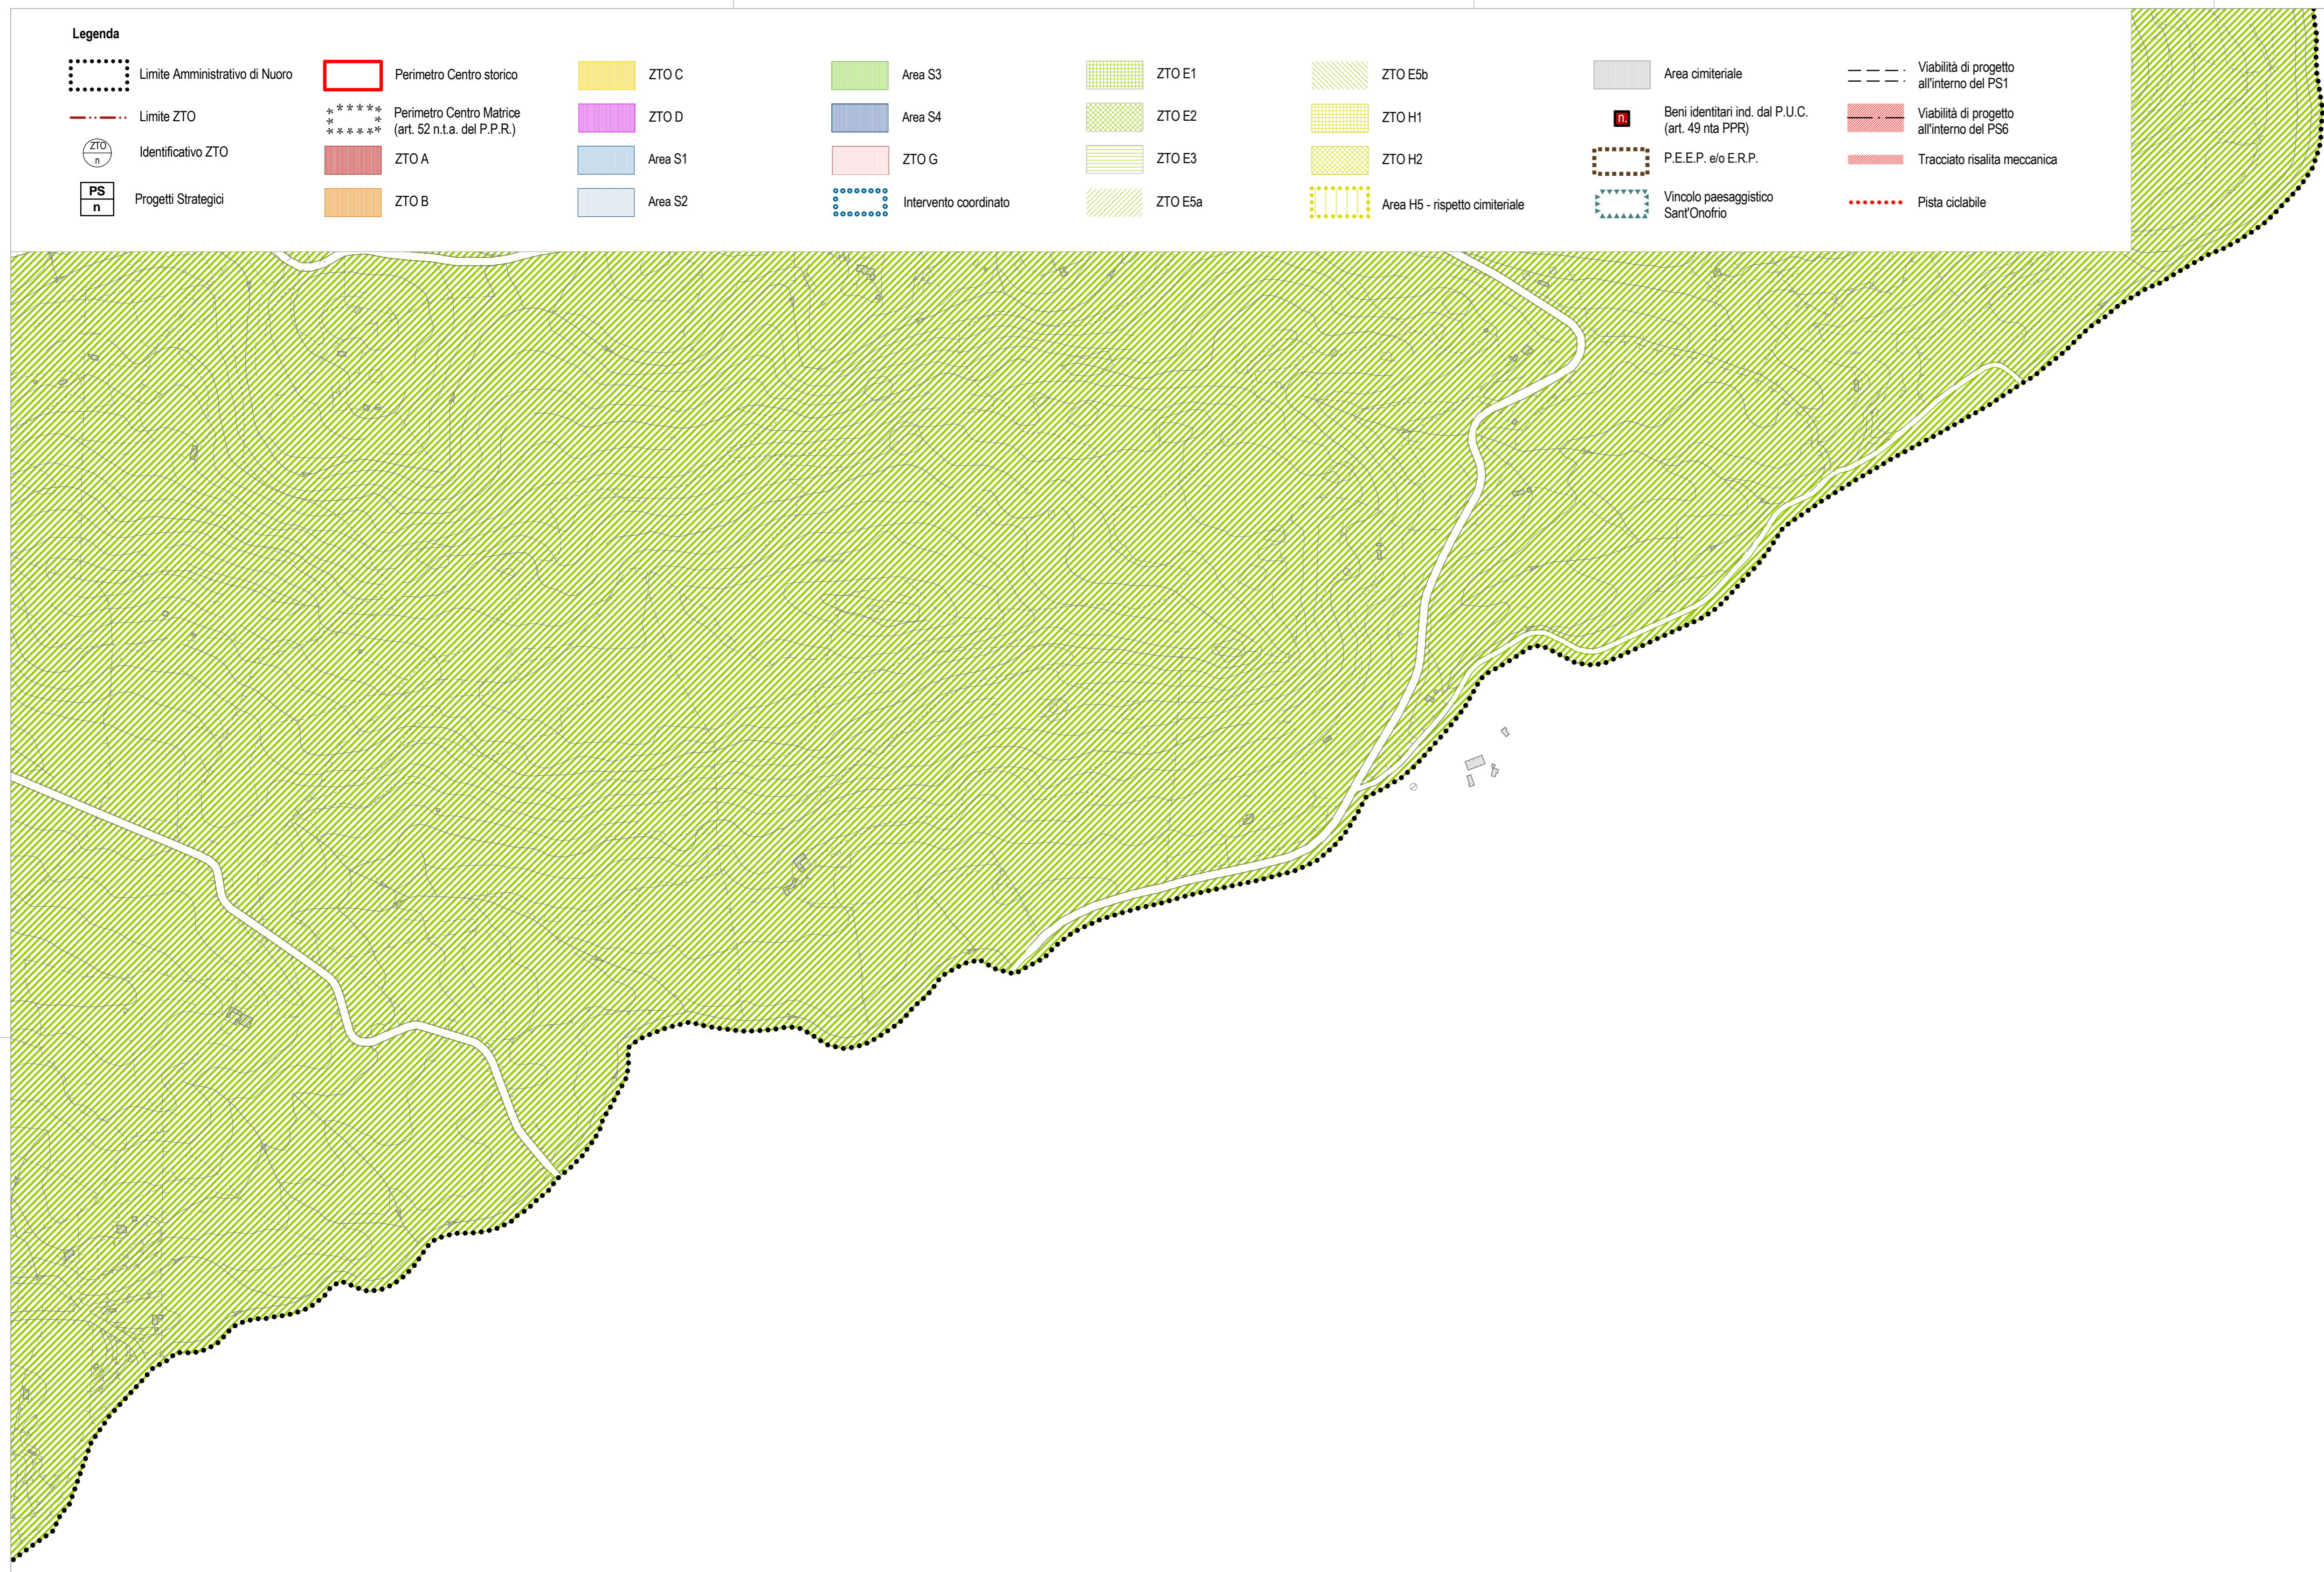 Legenda
Limite Amministrativo di Nuoro
Limite ZTO
ZTO
n
Identificativo ZTO
PS
n
Progetti Strategici
Perimetro Centro storico
Perimetro Centro Matrice
(art. 52 n.t.a. del P.P.R.)
ZTO A
ZTO B
ZTO C
ZTO D
Area S1
Area S2
Area S3
Area S4
ZTO G
Intervento coordinato
ZTO E1
ZTO E2
ZTO E3
ZTO E5a
ZTO E5b
ZTO H1
ZTO H2
Area H5 - rispetto cimiteriale
Area cimiteriale
n.
Beni identitari ind. dal P.U.C.
(art. 49 nta PPR)
P.E.E.P. e/o E.R.P.
Vincolo paesaggistico
Sant'Onofrio
Viabilità di progetto
all'interno del PS1
Viabilità di progetto
all'interno del PS6
Tracciato risalita meccanica
Pista ciclabile